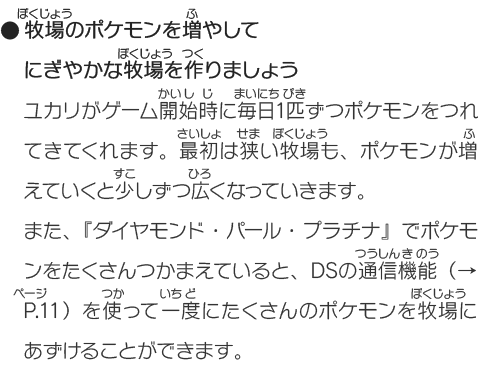 ● 牧場のポケモンを増やして
にぎやかな牧場を作りましょう
ユカリがゲーム開始時に毎日1匹ずつポケモンをつれ
てきてくれます。最初は狭い牧場も、ポケモンが増
えていくと少しずつ広くなっていきます。
また、『ダイヤモンド・パール・プラチナ』でポケモ
ンをたくさんつかまえていると、DSの通信機能（→
P.11）を使って一度にたくさんのポケモンを牧場に
あずけることができます。